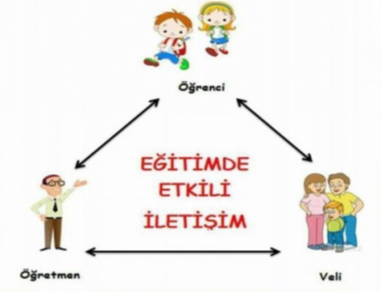 Öğrenci
EĞİTİMDE
ETKİLİ
İLETİŞİM
Öğretmen
Veli